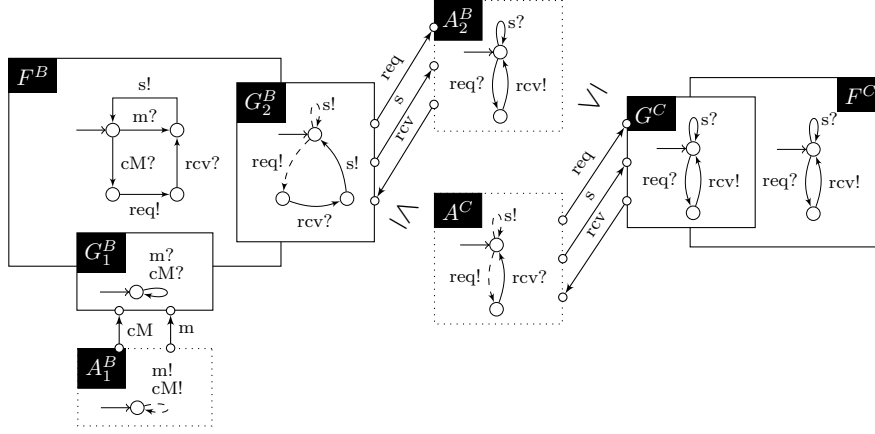 F^B
s!
m?
cM?
rcv?
req!
G_2^B
s!
req!
s!
rcv?
req
s
rcv
A_2^B
s?
req?
rcv!
≤
≤
G^C
s?
req?
rcv!
F^C
s?
req?
rcv!
req
s
rcv
A^C
s!
req!
rcv?
G_1^B
m?
cM?
cM
m
A_1^B
m!
cM!